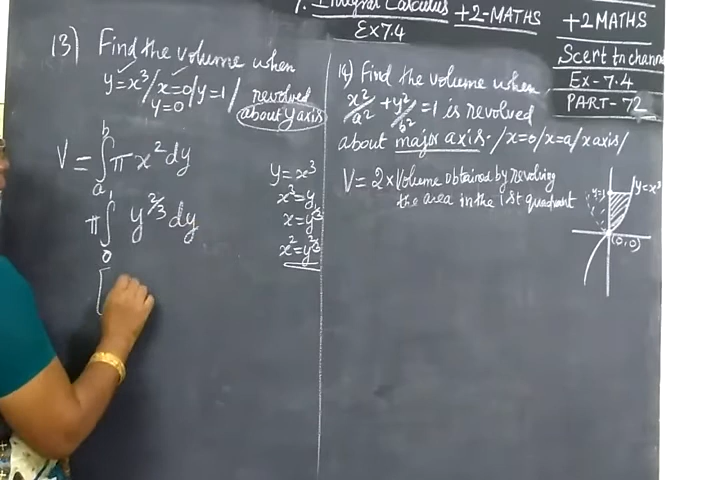 7. Integral Calculus
Ex 7.4
+2-MATHS
+2 MATHS
Scert tn channel
Ex-7.4
PART-72
13) Find the volume when
y=x³/x=0/y=1/ revolved
y=0 about y axis
V = ∫ₐᵇ π x² dy
π ∫₀¹ y^(2/3) dy
[
y=x³
x³=y
x=y^(1/3)
x²=y^(2/3)
14) Find the volume when
x²/a² + y²/b² = 1 is revolved
about major axis. /x=0/x=a/x axis/
V = 2 × Volume obtained by revolving
the area in the 1st quadrant
y=1
y=x³
(0,0)